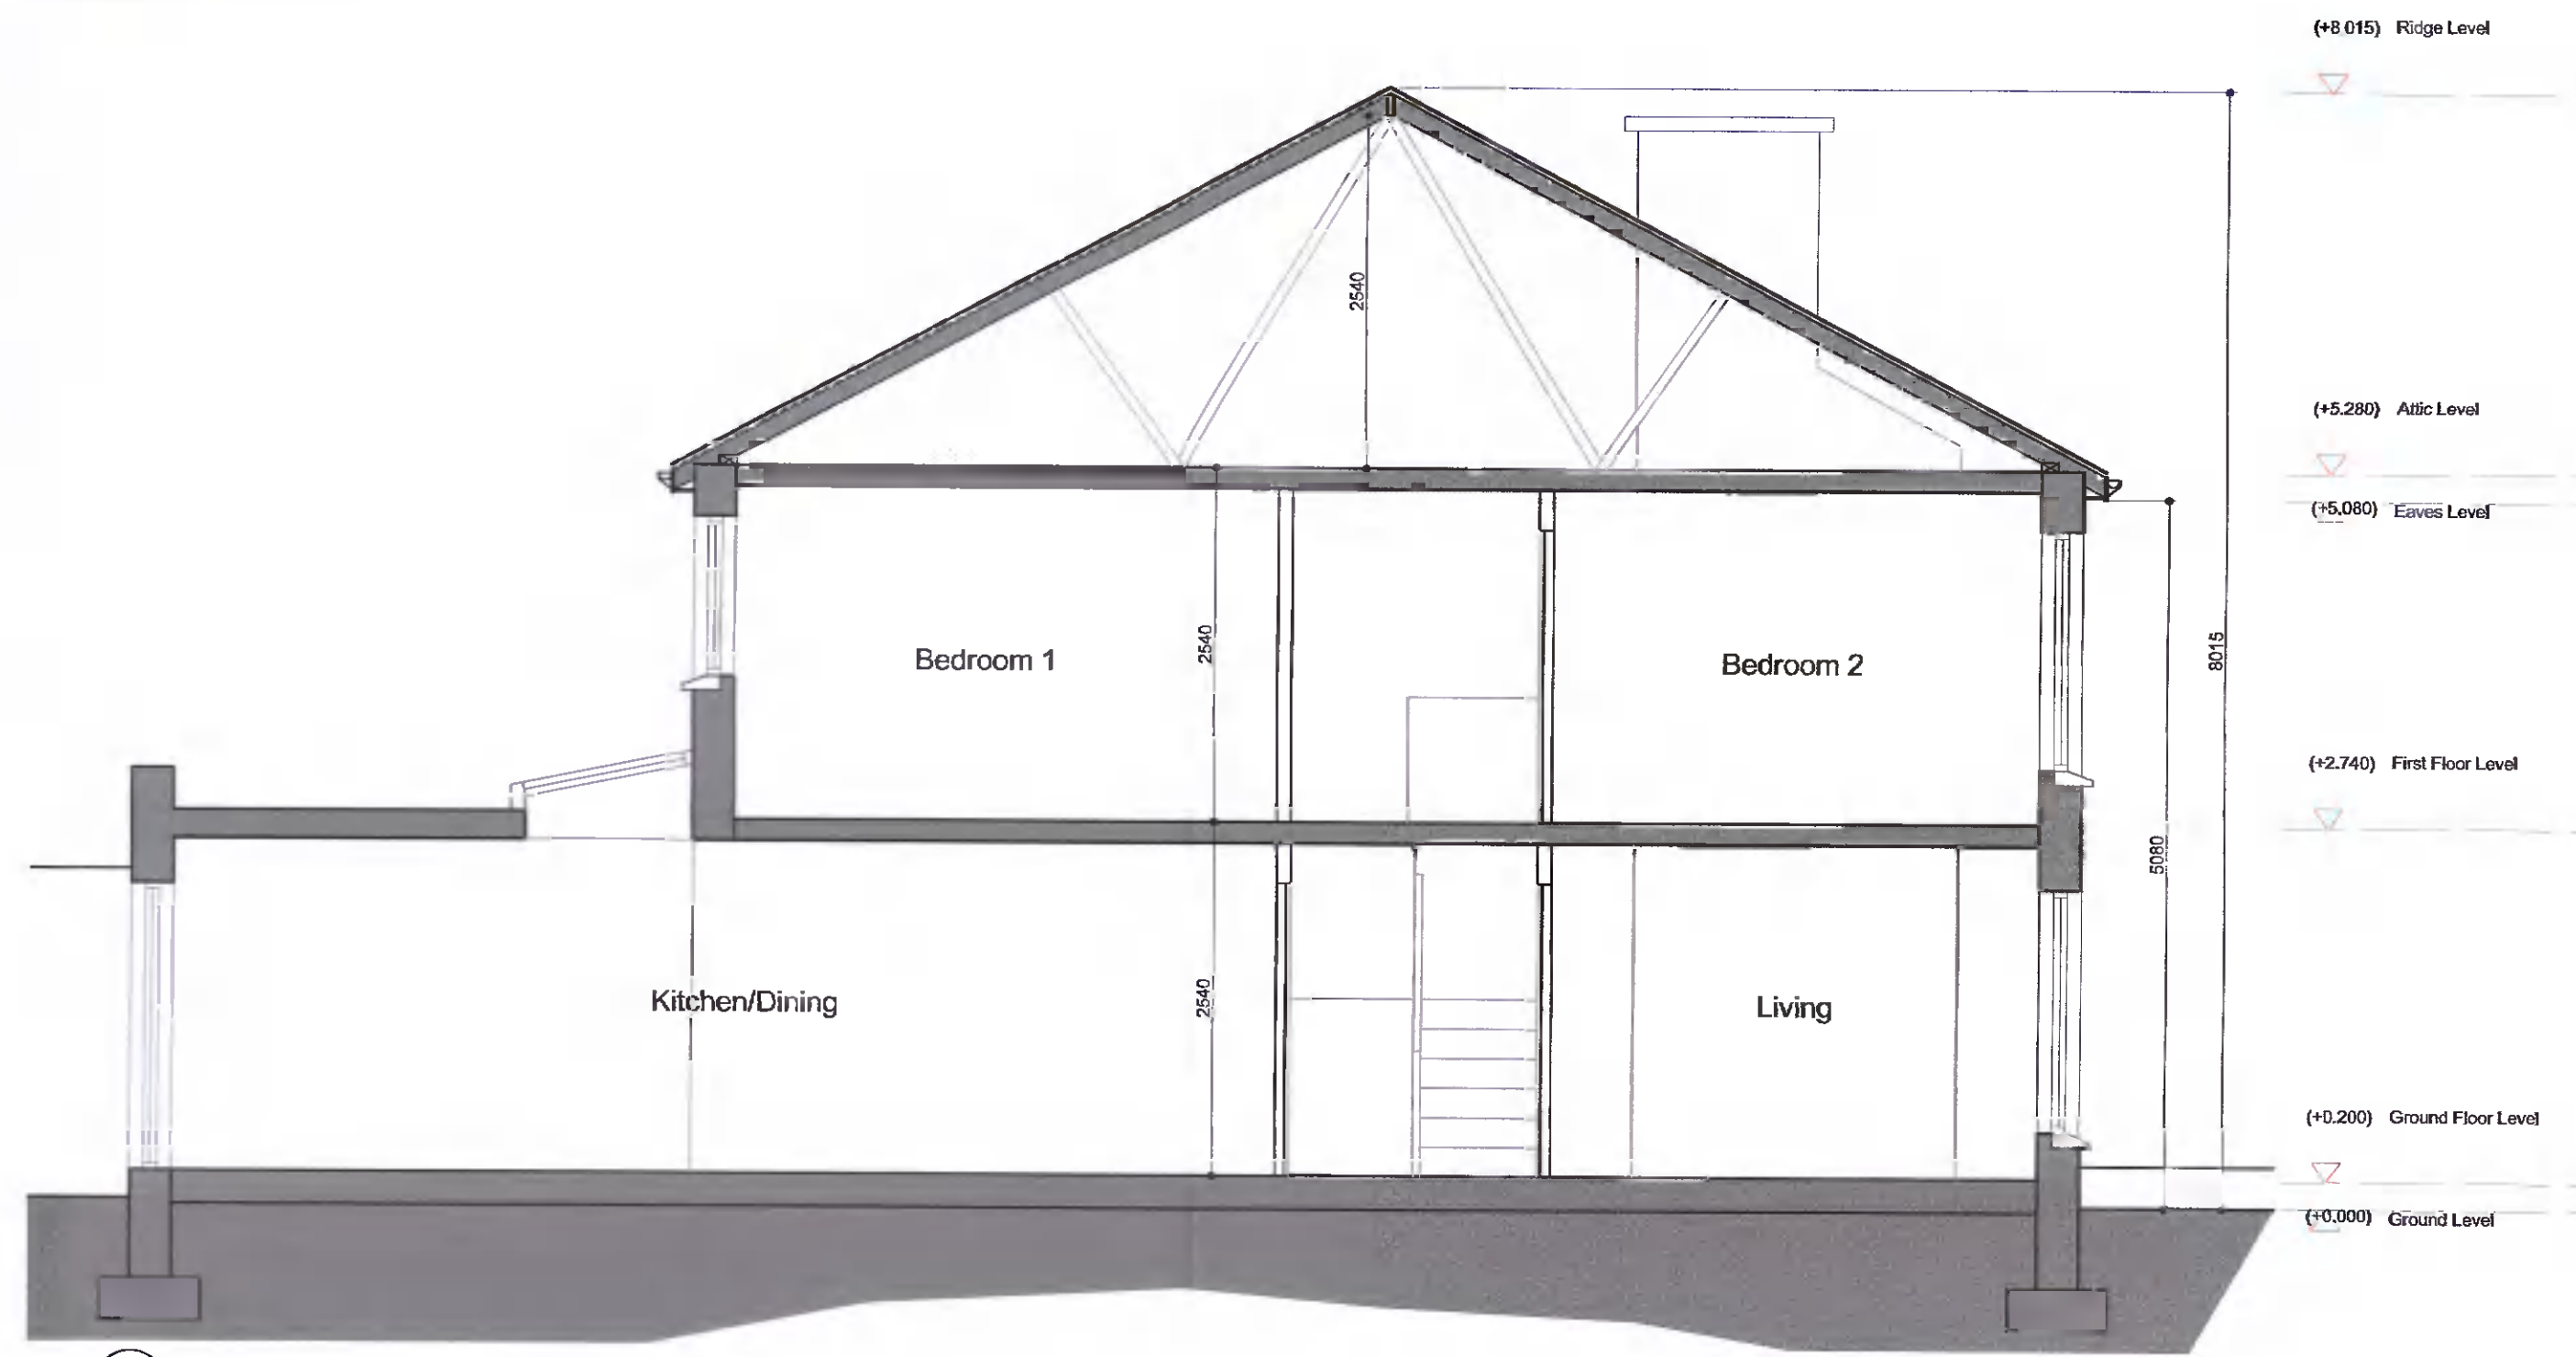 (+8.015) Ridge Level
2540
(+5.280) Attic Level
(+5.080) Eaves Level
Bedroom 1
2540
Bedroom 2
8015
(+2.740) First Floor Level
5080
Kitchen/Dining
2540
Living
(+0.200) Ground Floor Level
(+0.000) Ground Level